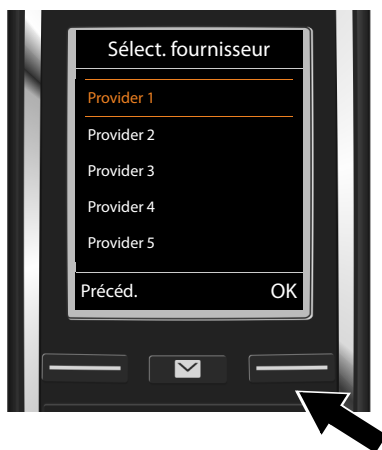 Sélect. fournisseur
Provider 1
Provider 2
Provider 3
Provider 4
Provider 5
Précéd. OK